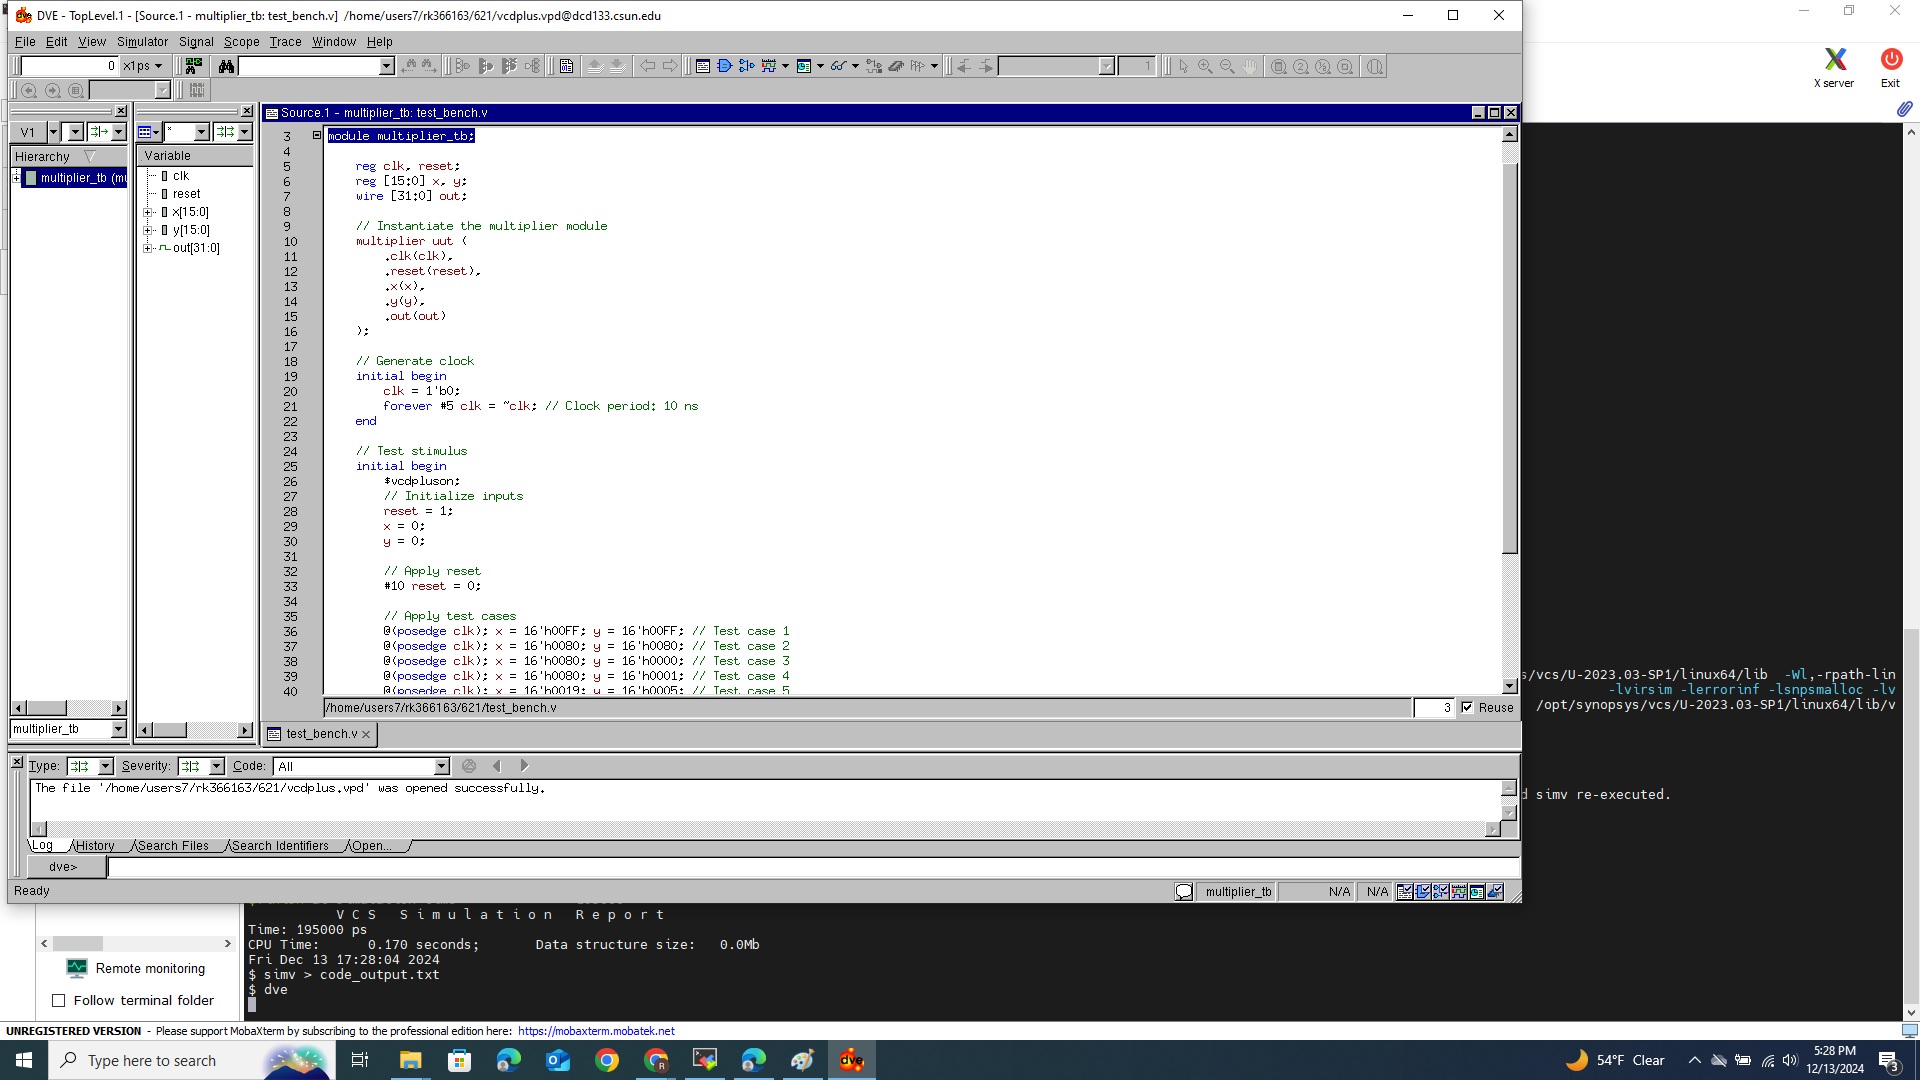 DVE - TopLevel.1 - [Source.1 - multiplier_tb: test_bench.v] /home/users7/rk366163/621/vcdplus.vpd@dcd133.csun.edu
File Edit View Simulator Signal Scope Trace Window Help
0 x1ps
1
X server
Exit
Source.1 - multiplier_tb: test_bench.v
V1
*
Hierarchy
Variable
multiplier_tb (mu
clk
reset
x[15:0]
y[15:0]
out[31:0]
3 module multiplier_tb;
4
5 reg clk, reset;
6 reg [15:0] x, y;
7 wire [31:0] out;
8
9 // Instantiate the multiplier module
10 multiplier uut (
11 .clk(clk),
12 .reset(reset),
13 .x(x),
14 .y(y),
15 .out(out)
16 );
17
18 // Generate clock
19 initial begin
20 clk = 1'b0;
21 forever #5 clk = ~clk; // Clock period: 10 ns
22 end
23
24 // Test stimulus
25 initial begin
26 $vcdpluson;
27 // Initialize inputs
28 reset = 1;
29 x = 0;
30 y = 0;
31
32 // Apply reset
33 #10 reset = 0;
34
35 // Apply test cases
36 @(posedge clk); x = 16'h00FF; y = 16'h00FF; // Test case 1
37 @(posedge clk); x = 16'h0080; y = 16'h0080; // Test case 2
38 @(posedge clk); x = 16'h0080; y = 16'h0000; // Test case 3
39 @(posedge clk); x = 16'h0080; y = 16'h0001; // Test case 4
40 @(posedge clk); x = 16'h0019; y = 16'h0005; // Test case 5
/home/users7/rk366163/621/test_bench.v
3 Reuse
multiplier_tb
test_bench.v
Type: Severity: Code: All
The file '/home/users7/rk366163/621/vcdplus.vpd' was opened successfully.
Log History Search Files Search Identifiers Open...
dve>
Ready
multiplier_tb N/A N/A
s/vcs/U-2023.03-SP1/linux64/lib -Wl,-rpath-lin
-lvirsim -lerrorinf -lsnpsmalloc -lv
/opt/synopsys/vcs/U-2023.03-SP1/linux64/lib/v
d simv re-executed.
V C S S i m u l a t i o n R e p o r t
Time: 195000 ps
CPU Time: 0.170 seconds; Data structure size: 0.0Mb
Fri Dec 13 17:28:04 2024
$ simv > code_output.txt
$ dve
Remote monitoring
Follow terminal folder
UNREGISTERED VERSION - Please support MobaXterm by subscribing to the professional edition here: https://mobaxterm.mobatek.net
Type here to search
dve
54°F Clear
5:28 PM
12/13/2024
3